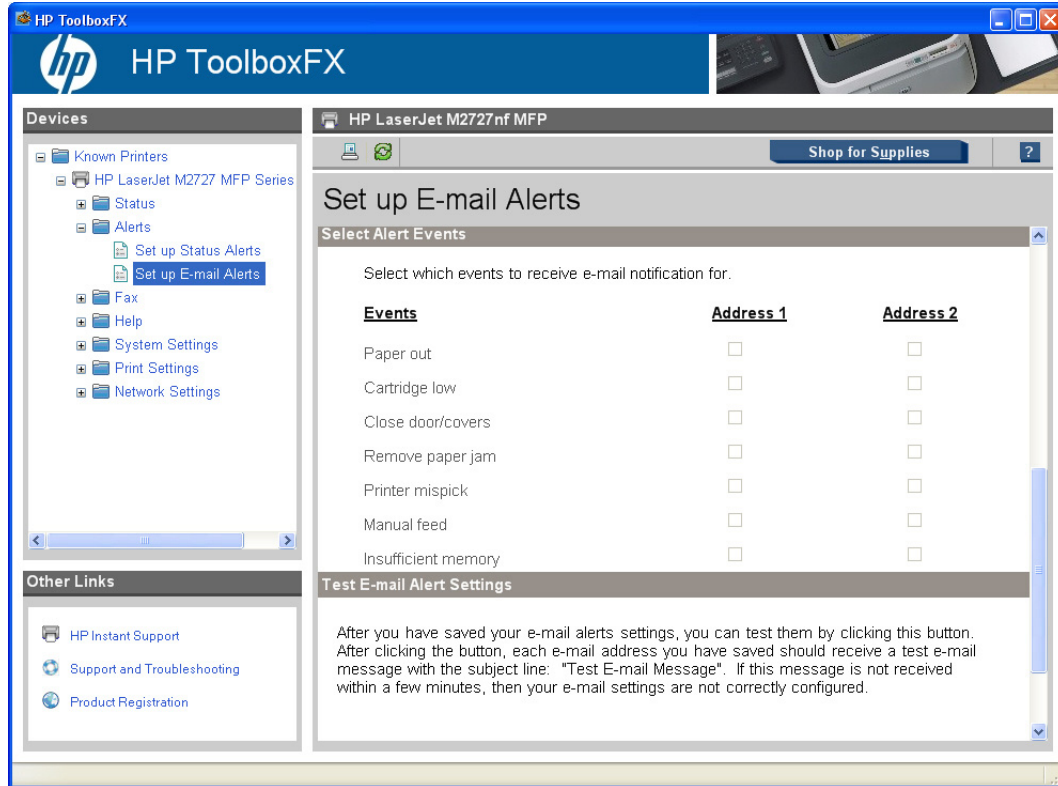 HP ToolboxFX
hp
HP ToolboxFX
Devices
Known Printers
HP LaserJet M2727 MFP Series
Status
Alerts
Set up Status Alerts
Set up E-mail Alerts
Fax
Help
System Settings
Print Settings
Network Settings
Other Links
HP Instant Support
Support and Troubleshooting
Product Registration
HP LaserJet M2727nf MFP
Shop for Supplies
?
Set up E-mail Alerts
Select Alert Events
Select which events to receive e-mail notification for.
Events Address 1 Address 2
Paper out
Cartridge low
Close door/covers
Remove paper jam
Printer mispick
Manual feed
Insufficient memory
Test E-mail Alert Settings
After you have saved your e-mail alerts settings, you can test them by clicking this button.
After clicking the button, each e-mail address you have saved should receive a test e-mail
message with the subject line: "Test E-mail Message". If this message is not received
within a few minutes, then your e-mail settings are not correctly configured.